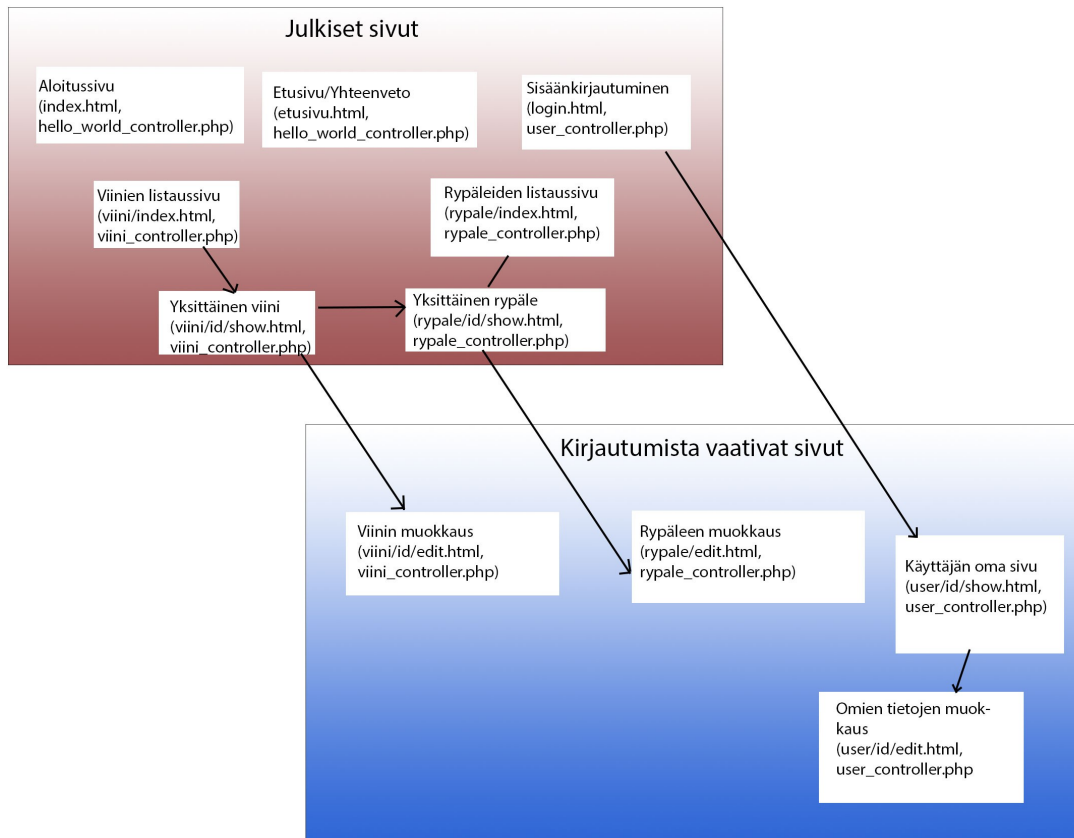 Julkiset sivut
Aloitussivu
(index.html,
hello_world_controller.php)
Etusivu/Yhteenveto
(etusivu.html,
hello_world_controller.php)
Sisäänkirjautuminen
(login.html,
user_controller.php)
Viinien listaussivu
(viini/index.html,
viini_controller.php)
Rypäleiden listaussivu
(rypale/index.html,
rypale_controller.php)
Yksittäinen viini
(viini/id/show.html,
viini_controller.php)
Yksittäinen rypäle
(rypale/id/show.html,
rypale_controller.php)
Kirjautumista vaativat sivut
Viinin muokkaus
(viini/id/edit.html,
viini_controller.php)
Rypäleen muokkaus
(rypale/edit.html,
rypale_controller.php)
Käyttäjän oma sivu
(user/id/show.html,
user_controller.php)
Omien tietojen muok-
kaus
(user/id/edit.html,
user_controller.php